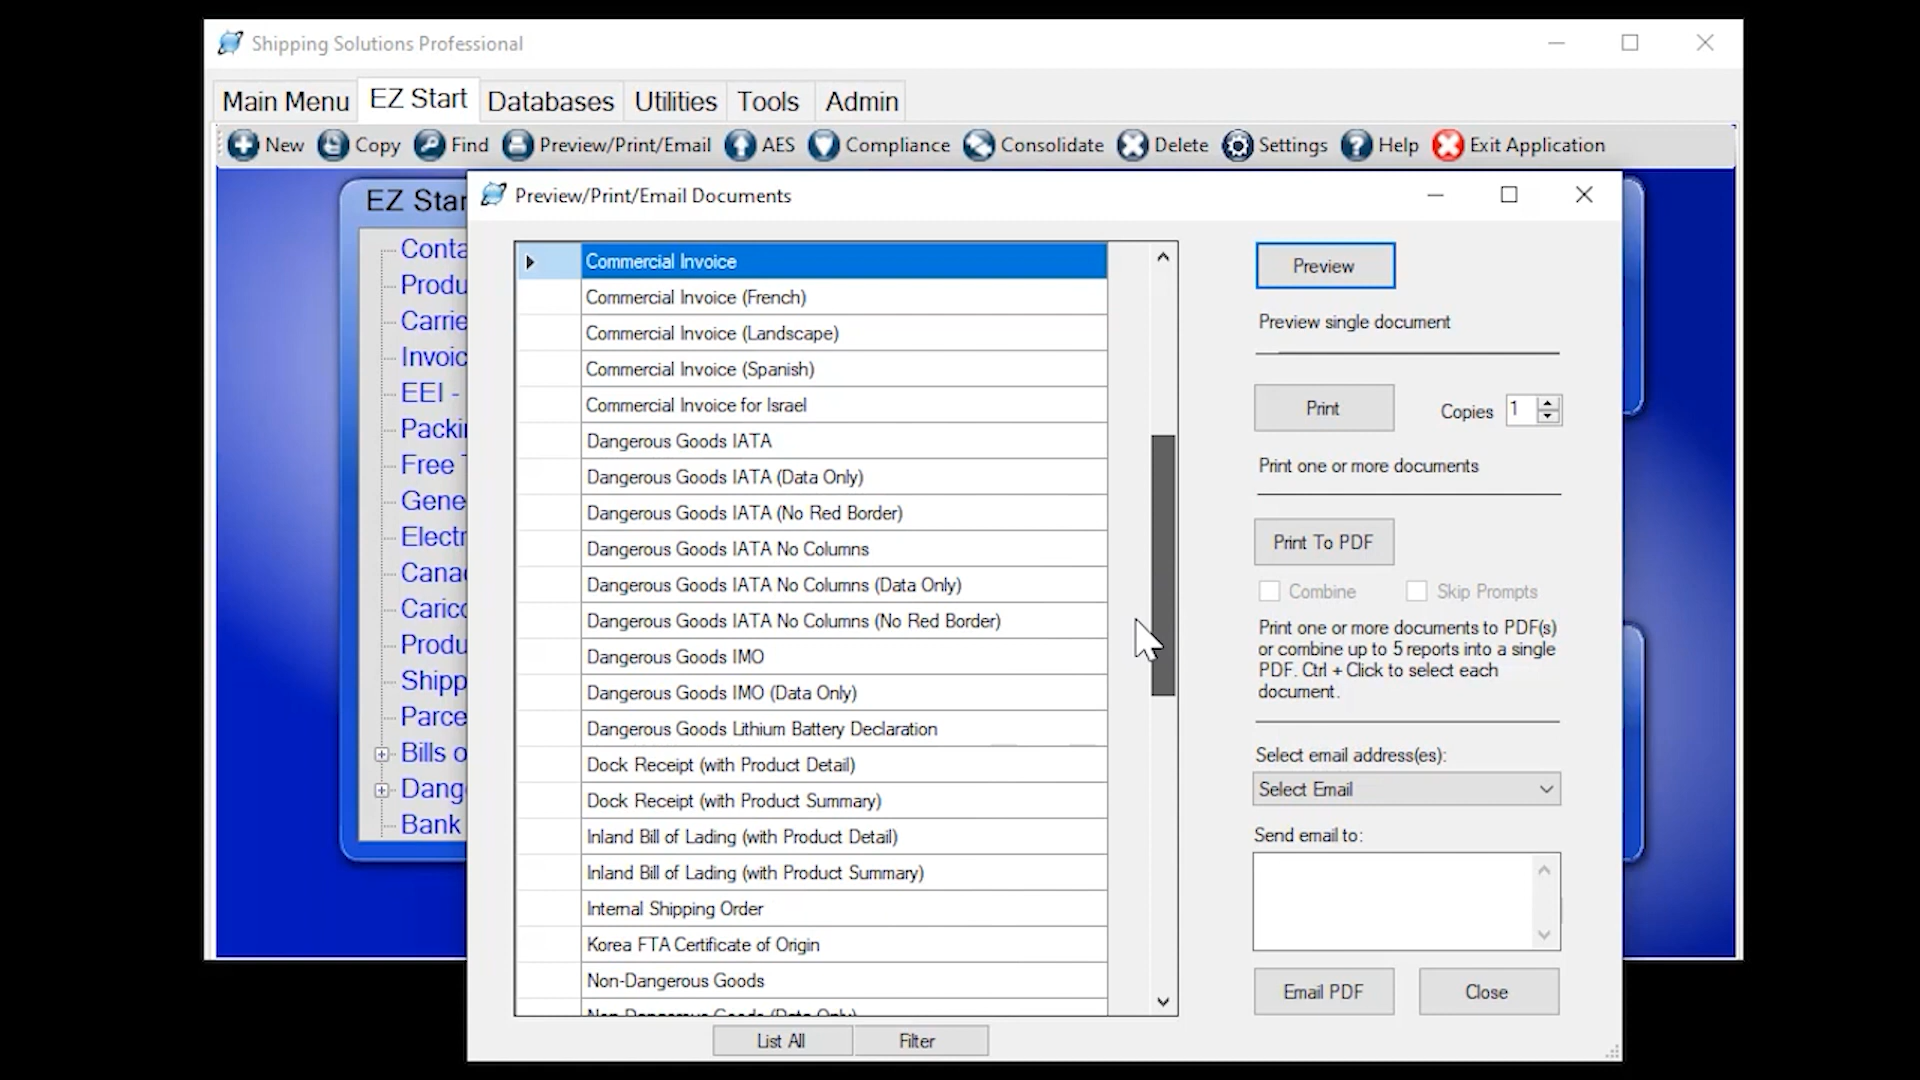 Shipping Solutions Professional
Main Menu EZ Start Databases Utilities Tools Admin
New Copy Find Preview/Print/Email AES Compliance Consolidate Delete Settings Help Exit Application
EZ Star
Conta
Produ
Carrie
Invoic
EEI -
Packi
Free
Gene
Electr
Cana
Carico
Produ
Shipp
Parce
Bills o
Dang
Bank
Preview/Print/Email Documents
Commercial Invoice
Commercial Invoice (French)
Commercial Invoice (Landscape)
Commercial Invoice (Spanish)
Commercial Invoice for Israel
Dangerous Goods IATA
Dangerous Goods IATA (Data Only)
Dangerous Goods IATA (No Red Border)
Dangerous Goods IATA No Columns
Dangerous Goods IATA No Columns (Data Only)
Dangerous Goods IATA No Columns (No Red Border)
Dangerous Goods IMO
Dangerous Goods IMO (Data Only)
Dangerous Goods Lithium Battery Declaration
Dock Receipt (with Product Detail)
Dock Receipt (with Product Summary)
Inland Bill of Lading (with Product Detail)
Inland Bill of Lading (with Product Summary)
Internal Shipping Order
Korea FTA Certificate of Origin
Non-Dangerous Goods
Non-Dangerous Goods (Data Only)
List All Filter
Preview
Preview single document
Print Copies 1
Print one or more documents
Print To PDF
Combine Skip Prompts
Print one or more documents to PDF(s)
or combine up to 5 reports into a single
PDF. Ctrl + Click to select each
document.
Select email address(es):
Select Email
Send email to:
Email PDF Close